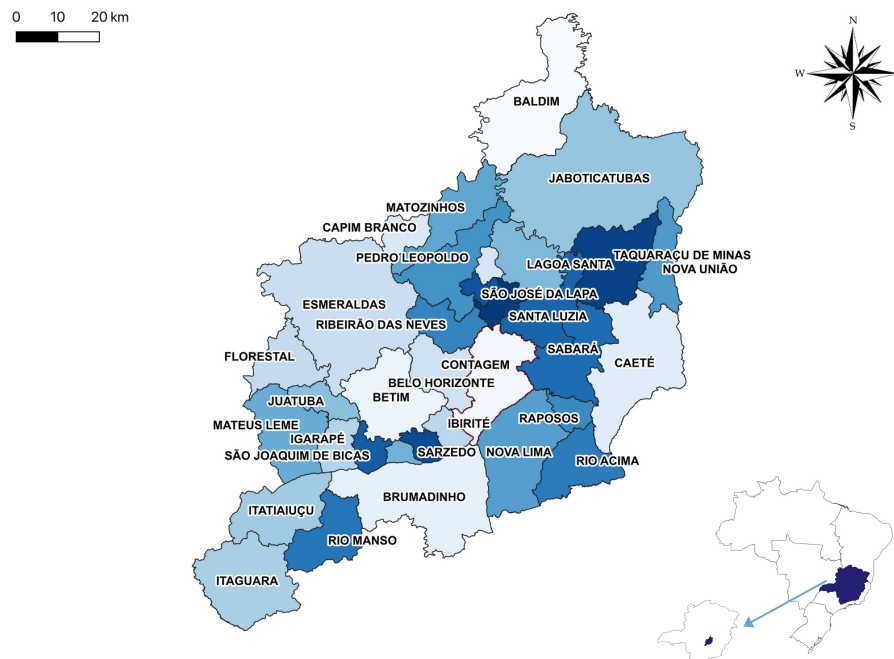 0 10 20 km
N
W
E
S
BALDIM
JABOTICATUBAS
MATOZINHOS
CAPIM BRANCO
PEDRO LEOPOLDO
TAQUARAÇU DE MINAS
LAGOA SANTA
NOVA UNIÃO
SÃO JOSÉ DA LAPA
ESMERALDAS
SANTA LUZIA
RIBEIRÃO DAS NEVES
SABARÁ
FLORESTAL
CONTAGEM
CAETÉ
BELO HORIZONTE
BETIM
JUATUBA
RAPOSOS
IBIRITÉ
MATEUS LEME
IGARAPÉ
SARZEDO
NOVA LIMA
SÃO JOAQUIM DE BICAS
RIO ACIMA
BRUMADINHO
ITATIAIUÇU
RIO MANSO
ITAGUARA